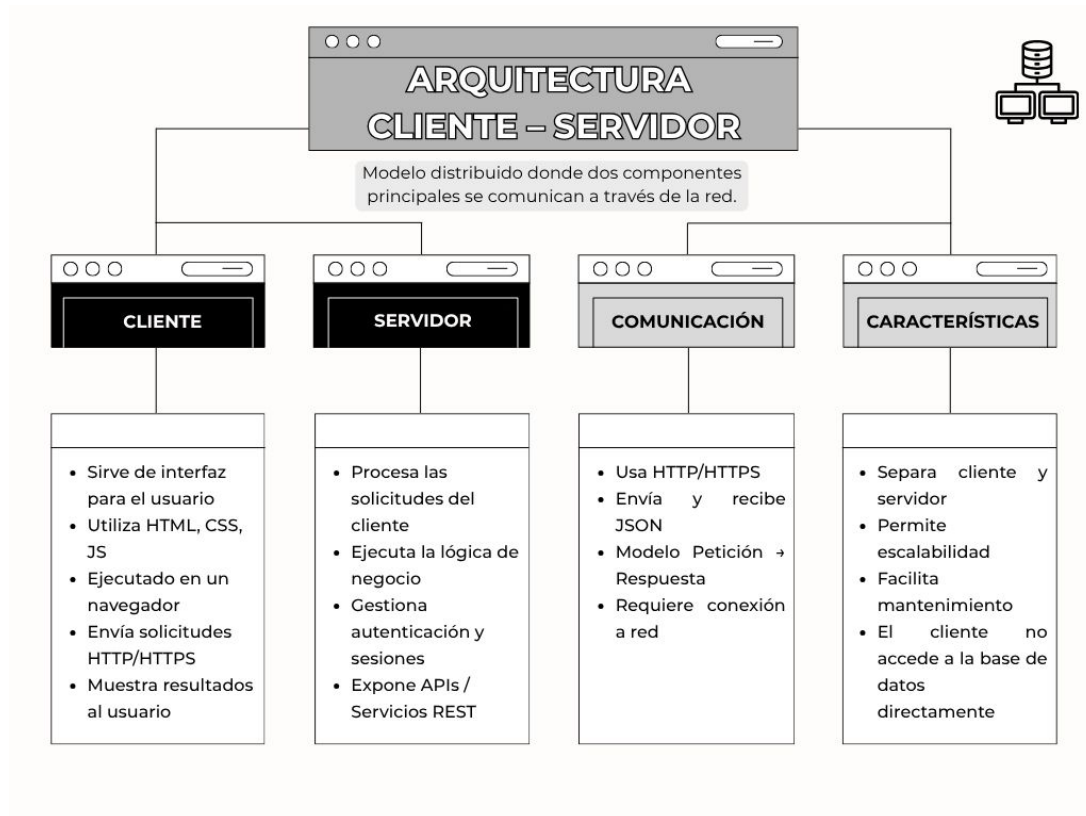 ARQUITECTURA
CLIENTE – SERVIDOR
Modelo distribuido donde dos componentes
principales se comunican a través de la red.
CLIENTE
• Sirve de interfaz
para el usuario
• Utiliza HTML, CSS,
JS
• Ejecutado en un
navegador
• Envía solicitudes
HTTP/HTTPS
• Muestra resultados
al usuario
SERVIDOR
• Procesa las
solicitudes del
cliente
• Ejecuta la lógica de
negocio
• Gestiona
autenticación y
sesiones
• Expone APIs /
Servicios REST
COMUNICACIÓN
• Usa HTTP/HTTPS
• Envía y recibe
JSON
• Modelo Petición →
Respuesta
• Requiere conexión
a red
CARACTERÍSTICAS
• Separa cliente y
servidor
• Permite
escalabilidad
• Facilita
mantenimiento
• El cliente no
accede a la base de
datos
directamente